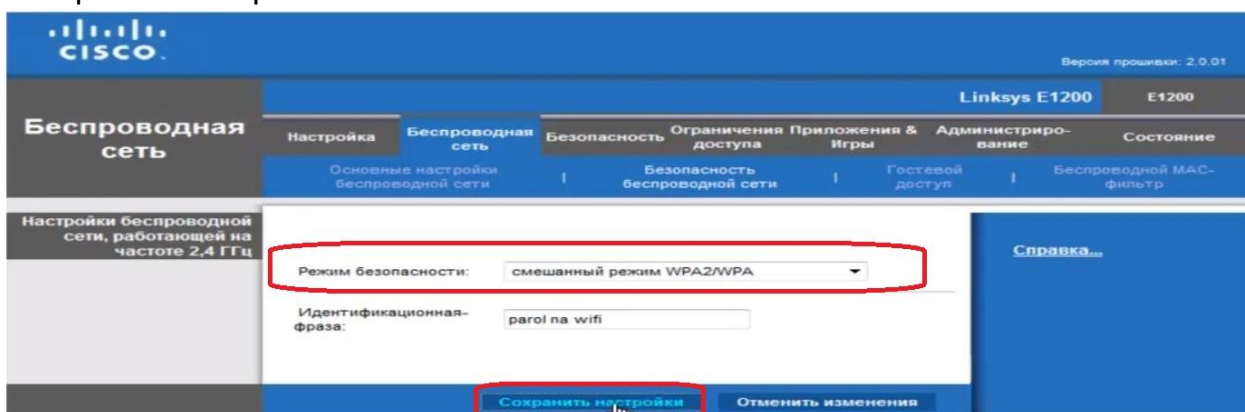 CISCO
Версия прошивки: 2.0.01
Linksys E1200 E1200
Беспроводная
сеть
Настройка
Беспроводная
сеть
Безопасность
Ограничения
доступа
Приложения &
Игры
Администриро-
вание
Состояние
Основные настройки
беспроводной сети
Безопасность
беспроводной сети
Гостевой
доступ
Беспроводной MAC-
фильтр
Настройки беспроводной
сети, работающей на
частоте 2,4 ГГц
Режим безопасности: смешанный режим WPA2/WPA
Идентификационная-
фраза:
parol na wifi
Справка...
Сохранить настройки Отменить изменения